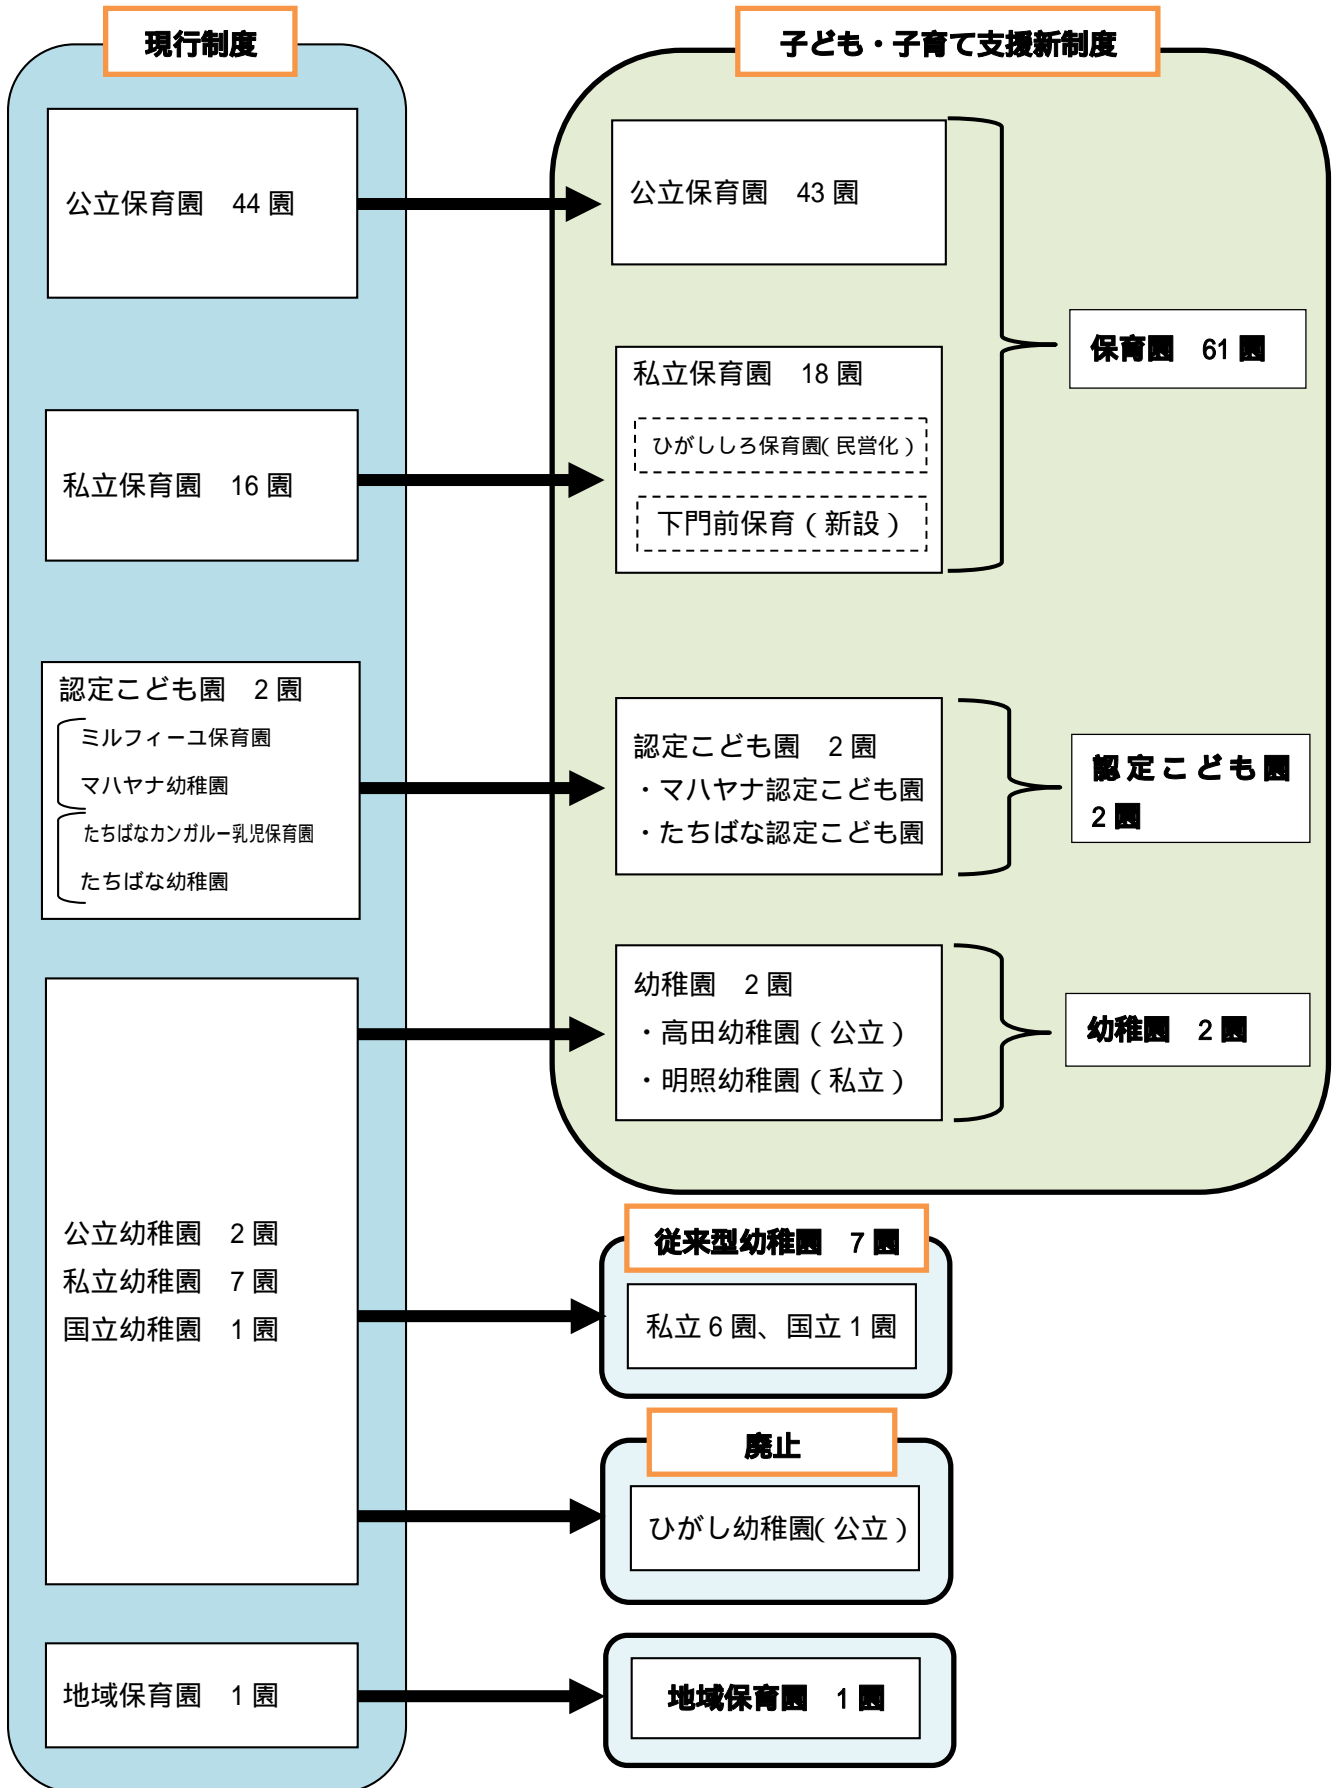 現行制度
公立保育園　44 園
私立保育園　16 園
認定こども園　2 園
ミルフィーユ保育園
マハヤナ幼稚園
たちばなカンガルー乳児保育園
たちばな幼稚園
公立幼稚園　2 園
私立幼稚園　7 園
国立幼稚園　1 園
地域保育園　1 園
子ども・子育て支援新制度
公立保育園　43 園
私立保育園　18 園
ひがししろ保育園（民営化）
下門前保育（新設）
保育園　61 園
認定こども園　2 園
・マハヤナ認定こども園
・たちばな認定こども園
認定こども園
2 園
幼稚園　2 園
・高田幼稚園（公立）
・明照幼稚園（私立）
幼稚園　2 園
従来型幼稚園　7 園
私立 6 園、国立 1 園
廃止
ひがし幼稚園（公立）
地域保育園　1 園